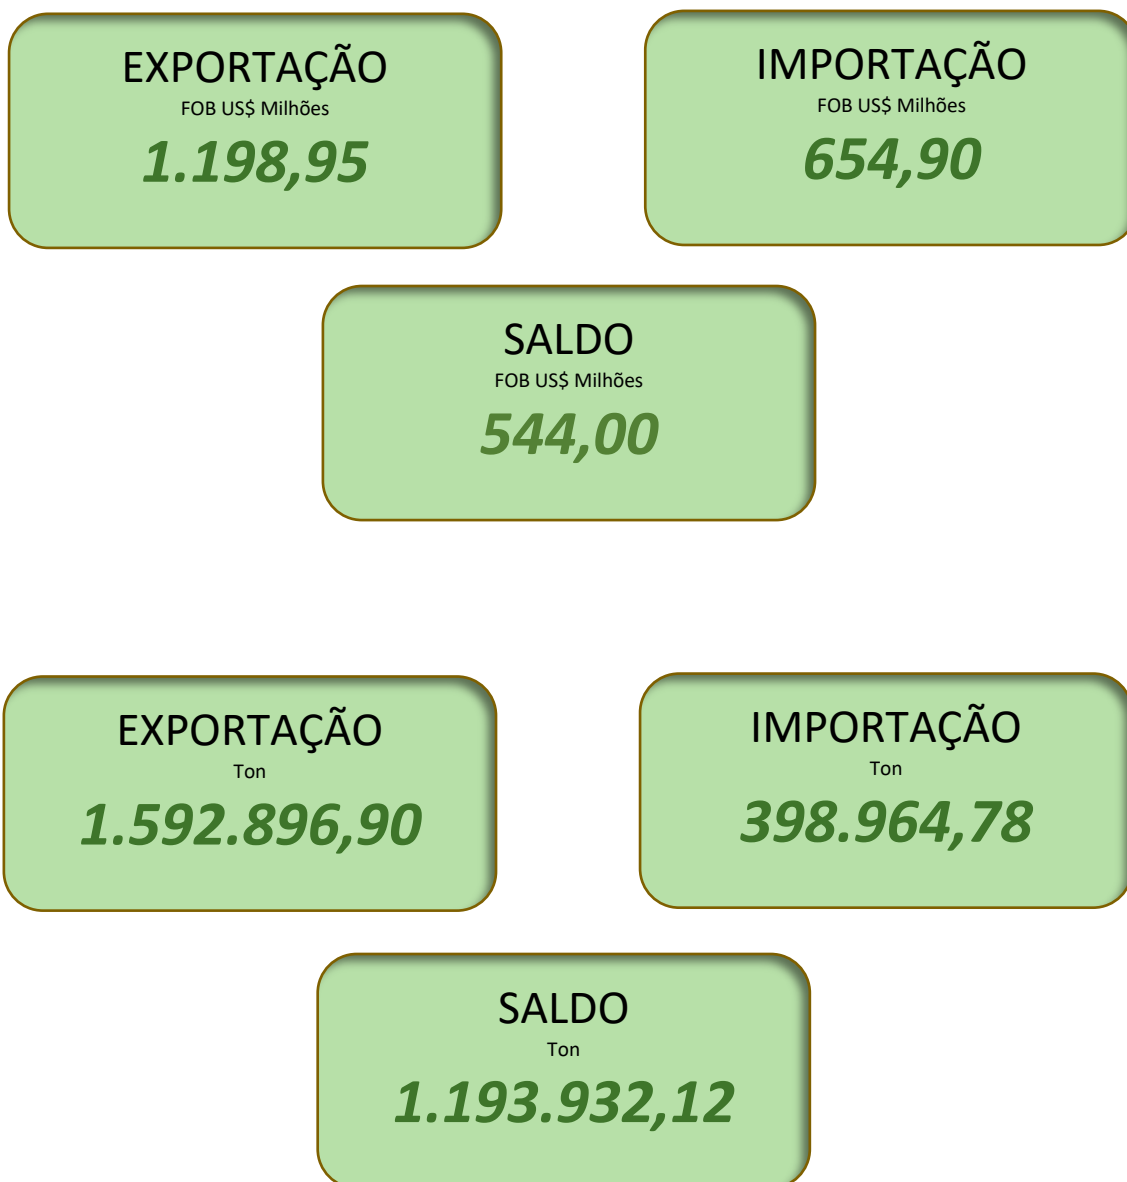 EXPORTAÇÃO
FOB US$ Milhões
1.198,95
IMPORTAÇÃO
FOB US$ Milhões
654,90
SALDO
FOB US$ Milhões
544,00
EXPORTAÇÃO
Ton
1.592.896,90
IMPORTAÇÃO
Ton
398.964,78
SALDO
Ton
1.193.932,12